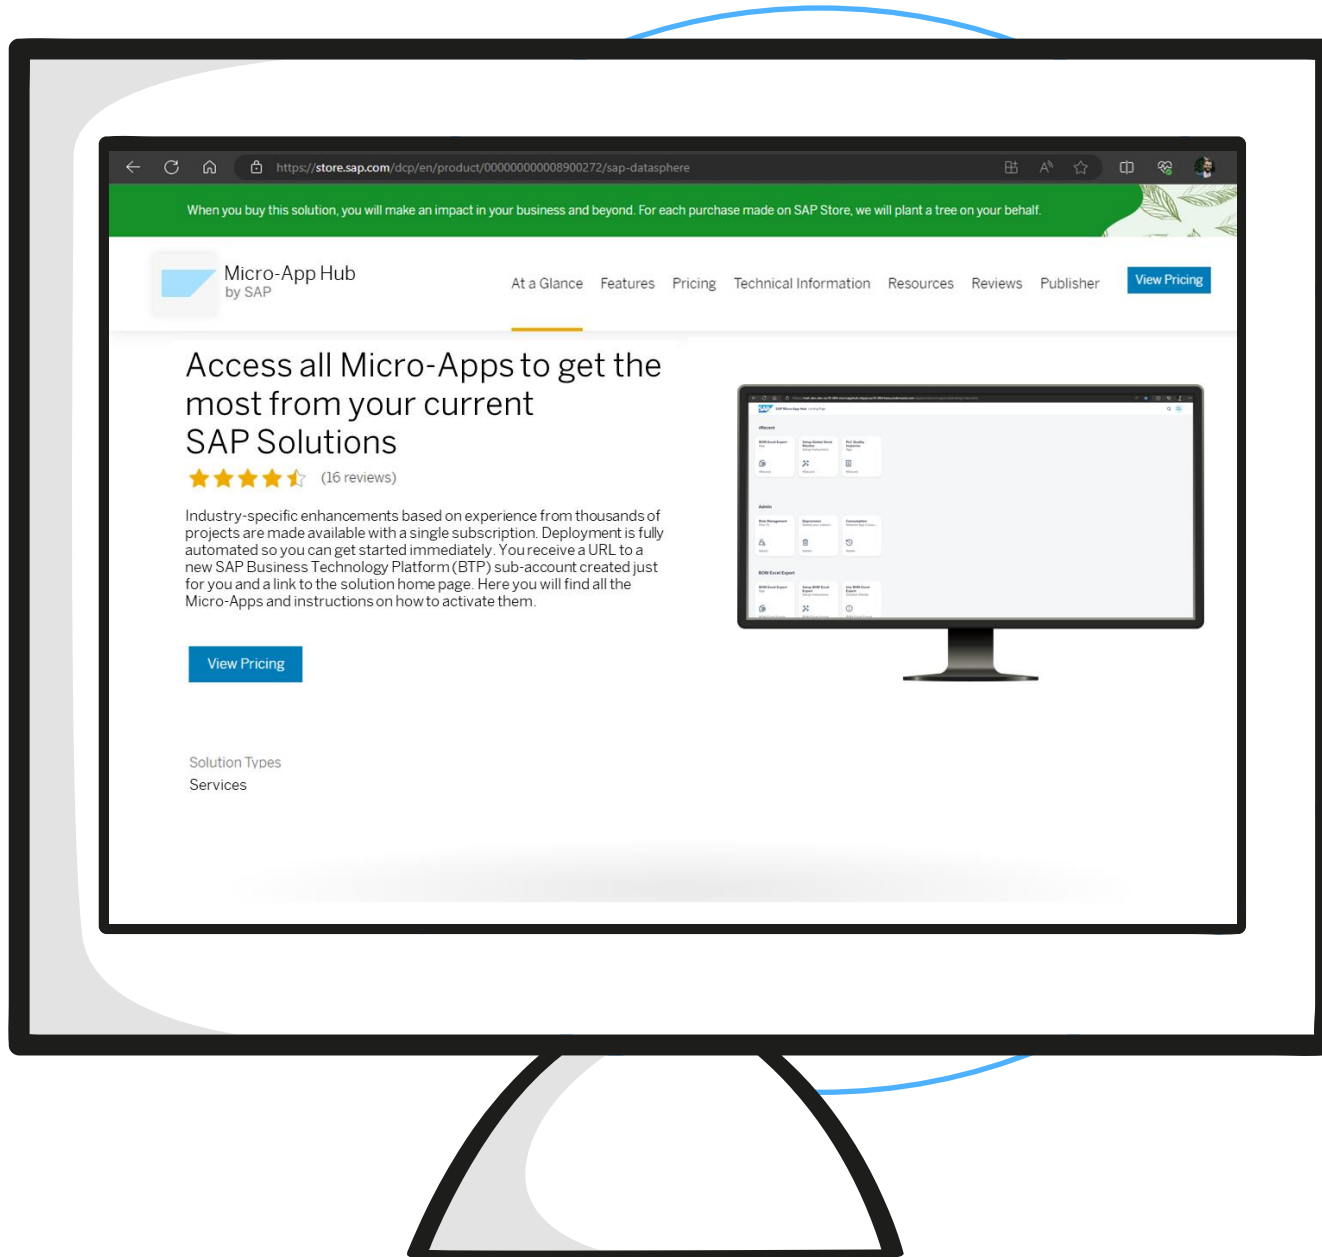 https://store.sap.com/dcp/en/product/000000000008900272/sap-datasphere
When you buy this solution, you will make an impact in your business and beyond. For each purchase made on SAP Store, we will plant a tree on your behalf.
Micro-App Hub
by SAP
At a Glance Features Pricing Technical Information Resources Reviews Publisher View Pricing
Access all Micro-Apps to get the
most from your current
SAP Solutions
(16 reviews)
Industry-specific enhancements based on experience from thousands of
projects are made available with a single subscription. Deployment is fully
automated so you can get started immediately. You receive a URL to a
new SAP Business Technology Platform (BTP) sub-account created just
for you and a link to the solution home page. Here you will find all the
Micro-Apps and instructions on how to activate them.
View Pricing
Solution Types
Services
SAP
Admin
BOM Excel Export